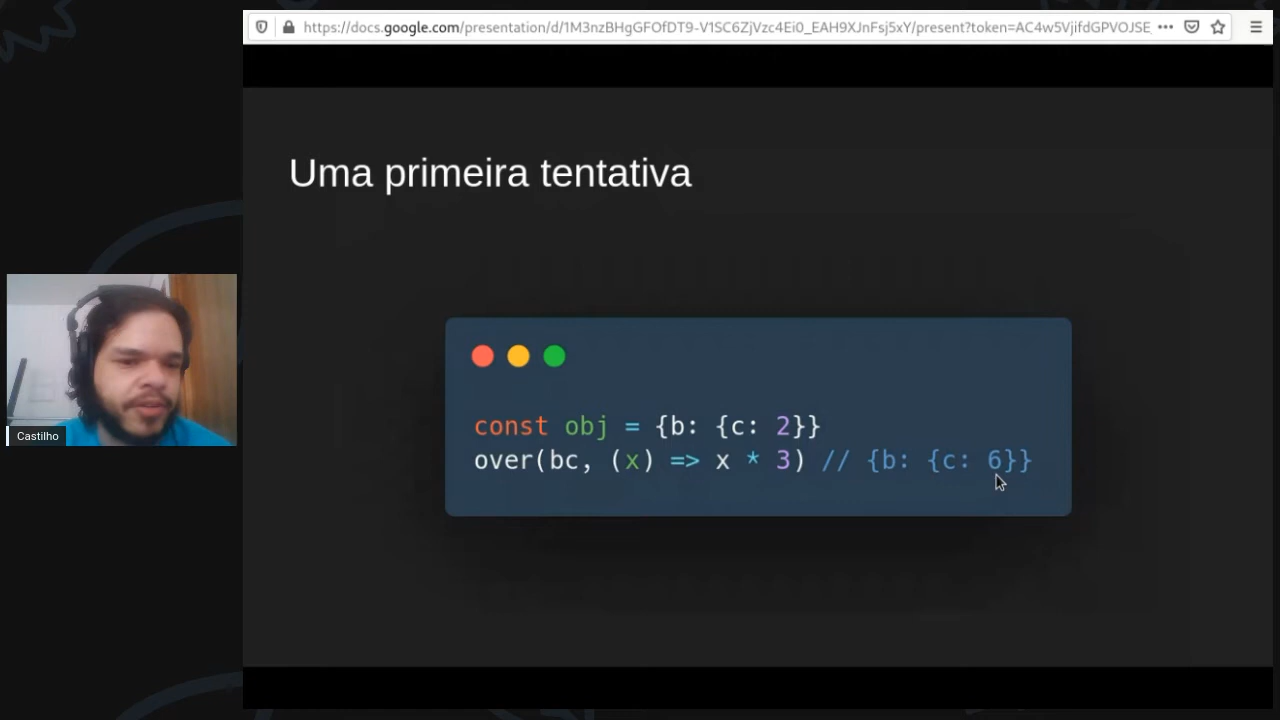 https://docs.google.com/presentation/d/1M3nzBHgGFOfDT9-V1SC6ZjVzc4Ei0_EAH9XJnFsj5xY/present?token=AC4w5VjifdGPVOJSE_
Uma primeira tentativa
const obj = {b: {c: 2}}
over(bc, (x) => x * 3) // {b: {c: 6}}
Castilho